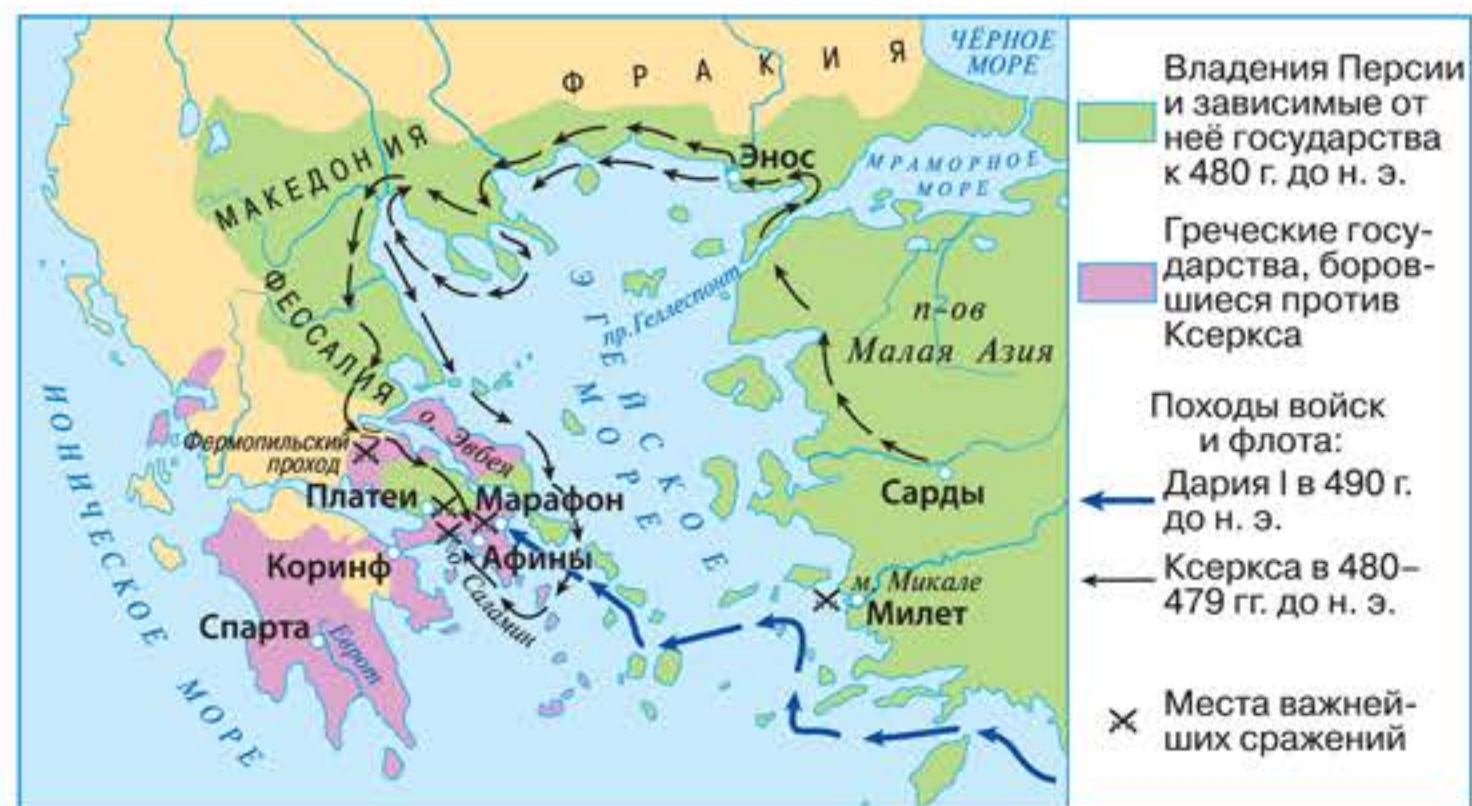 ФРАКИЯ
ЧЁРНОЕ
МОРЕ
МАКЕДОНИЯ
Энос
МРАМОРНОЕ
МОРЕ
ФЕССАЛИЯ
ЭГЕЙСКОЕ
МОРЕ
пр. Геллеспонт
п-ов
Малая Азия
ИОНИЧЕСКОЕ МОРЕ
Фермопильский
проход
о. Эвбея
Платеи
Марафон
Сарды
Коринф
Афины
о. Саламин
м. Микале
Милет
Спарта
Еврот
Владения Персии
и зависимые от
неё государства
к 480 г. до н. э.
Греческие госу-
дарства, боров-
шиеся против
Ксеркса
Походы войск
и флота:
Дария I в 490 г.
до н. э.
Ксеркса в 480–
479 гг. до н. э.
Места важней-
ших сражений